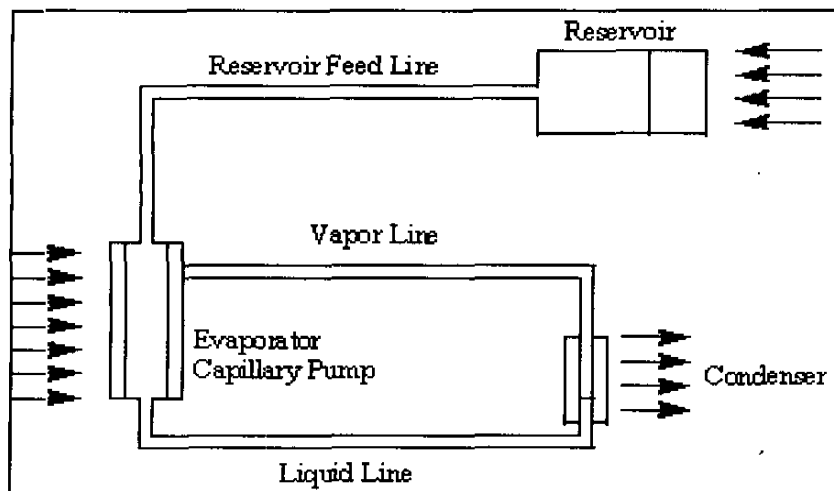 Reservoir
Reservoir Feed Line
Vapor Line
Evaporator
Capillary Pump
Condenser
Liquid Line